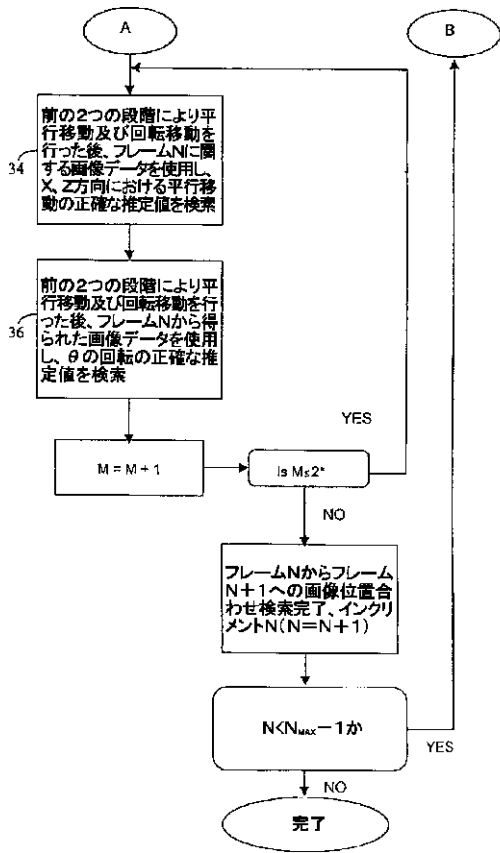 A
B
前の2つの段階により平
行移動及び回転移動を
行った後、フレームNに関
する画像データを使用し、
X、Z方向における平行移
動の正確な推定値を検索
34
前の2つの段階により平
行移動及び回転移動を行
った後、フレームNから得
られた画像データを使用
し、θの回転の正確な推
定値を検索
36
YES
M = M + 1
Is M≤2*
NO
フレームNからフレーム
N+1への画像位置合
わせ検索完了、インクリ
メントN(N=N+1)
N<NMAX－1か
YES
NO
完了